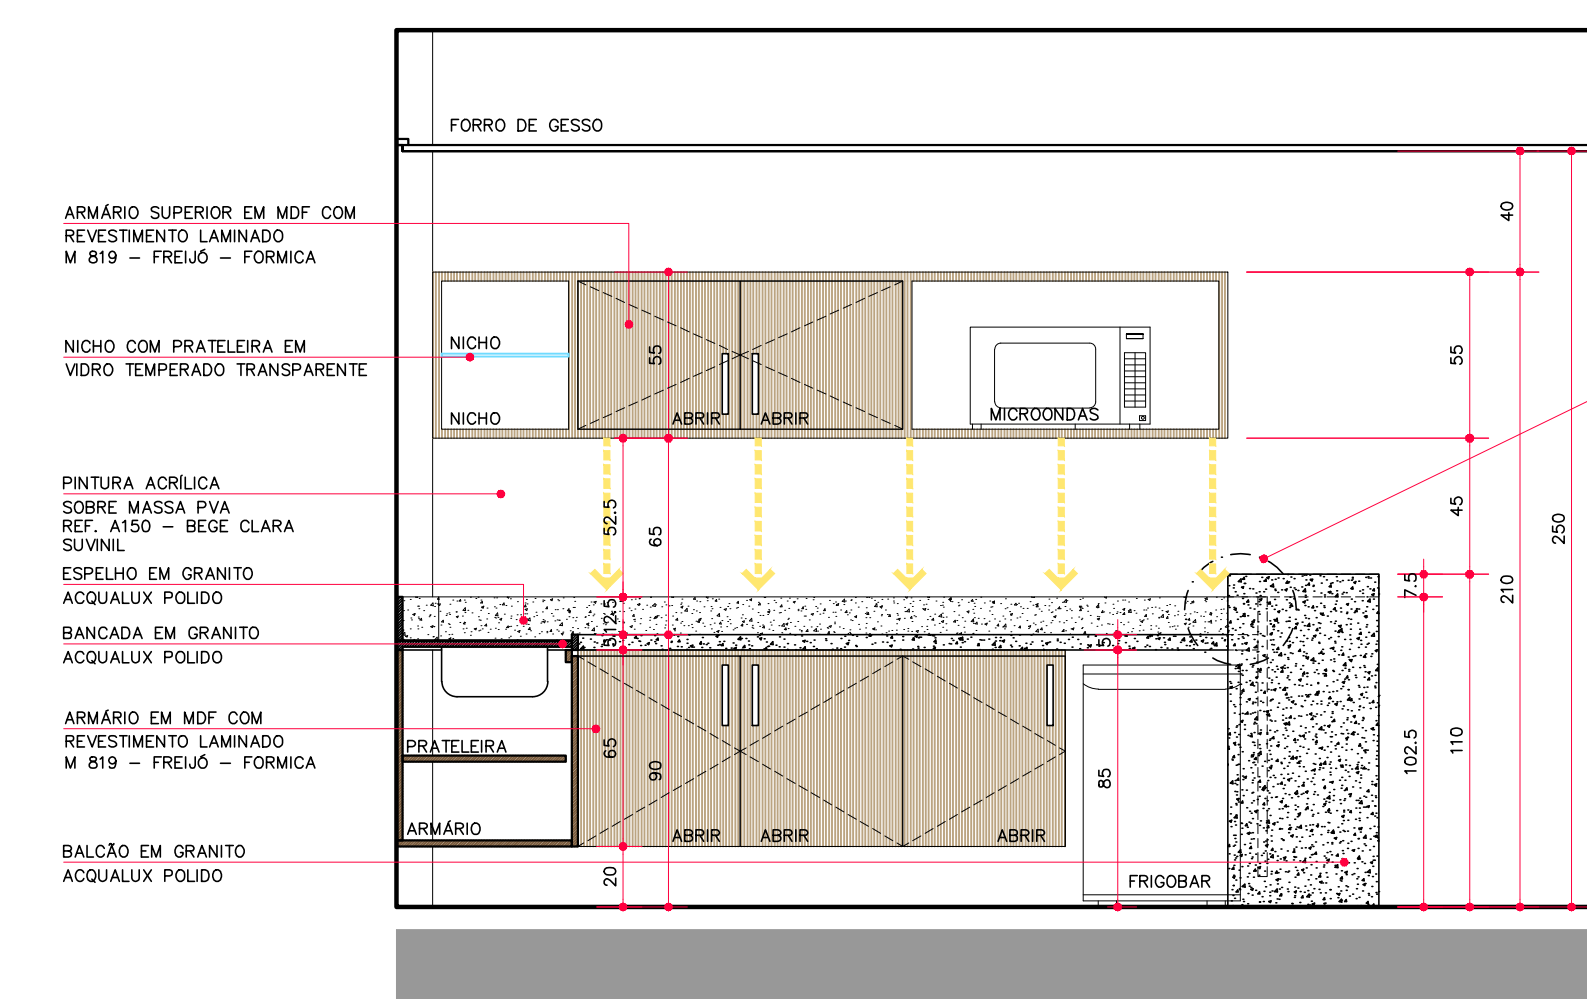 FORRO DE GESSO
ARMÁRIO SUPERIOR EM MDF COM
REVESTIMENTO LAMINADO
M 819 – FREIJÓ – FORMICA
40
NICHO COM PRATELEIRA EM
VIDRO TEMPERADO TRANSPARENTE
NICHO
NICHO
55
ABRIR
ABRIR
MICROONDAS
55
PINTURA ACRÍLICA
SOBRE MASSA PVA
REF. A150 – BEGE CLARA
SUVINIL
52.5
65
45
250
ESPELHO EM GRANITO
ACQUALUX POLIDO
12.5
7.5
210
BANCADA EM GRANITO
ACQUALUX POLIDO
5
5
ARMÁRIO EM MDF COM
REVESTIMENTO LAMINADO
M 819 – FREIJÓ – FORMICA
PRATELEIRA
65
90
85
102.5
110
ARMÁRIO
ABRIR
ABRIR
ABRIR
BALCÃO EM GRANITO
ACQUALUX POLIDO
20
FRIGOBAR